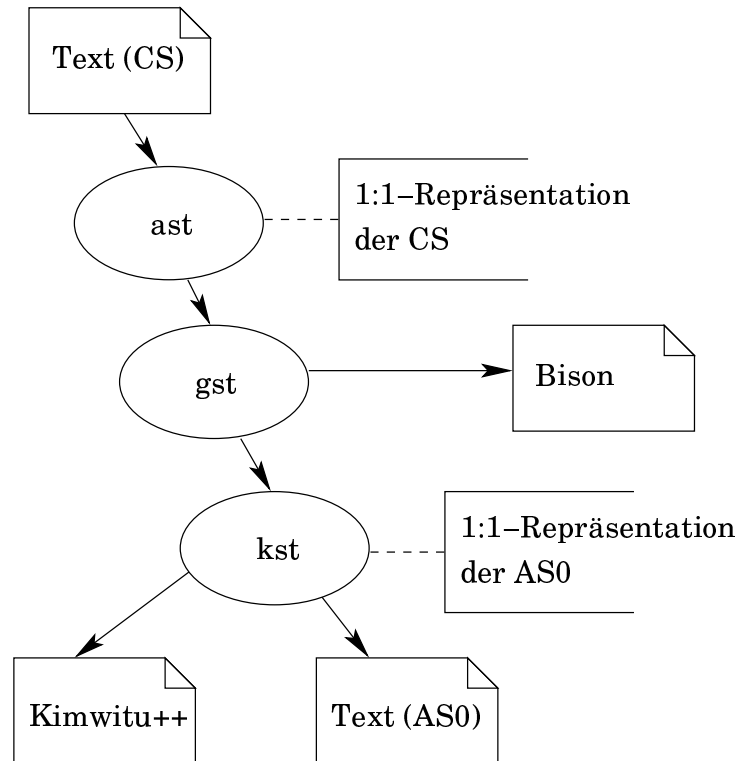 Text (CS)
1:1–Repräsentation
der CS
ast
gst
Bison
kst
1:1–Repräsentation
der AS0
Kimwitu++
Text (AS0)